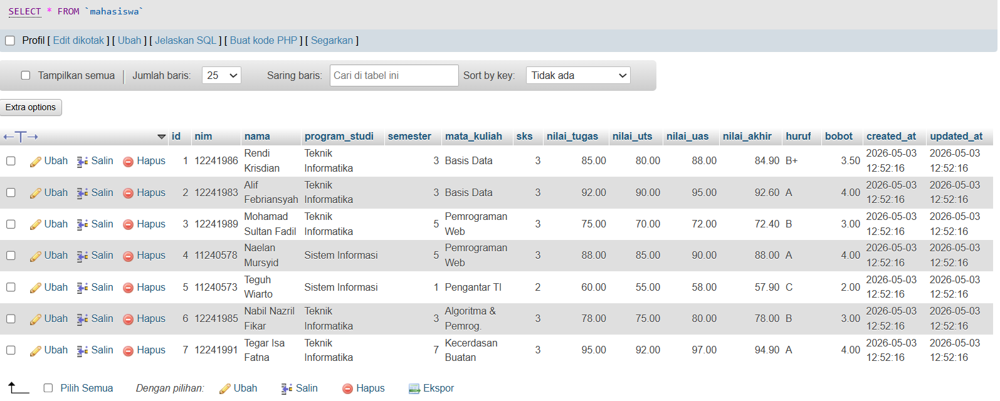 SELECT * FROM `mahasiswa`
Profil [ Edit dikotak ] [ Ubah ] [ Jelaskan SQL ] [ Buat kode PHP ] [ Segarkan ]
Tampilkan semua Jumlah baris: 25 Saring baris: Cari di tabel ini Sort by key: Tidak ada
Extra options
←T→ id nim nama program_studi semester mata_kuliah sks nilai_tugas nilai_uts nilai_uas nilai_akhir huruf bobot created_at updated_at
Ubah Salin Hapus 1 12241986 Rendi Krisdian Teknik Informatika 3 Basis Data 3 85.00 80.00 88.00 84.90 B+ 3.50 2026-05-03 12:52:16 2026-05-03 12:52:16
Ubah Salin Hapus 2 12241983 Alif Febriansyah Teknik Informatika 3 Basis Data 3 92.00 90.00 95.00 92.60 A 4.00 2026-05-03 12:52:16 2026-05-03 12:52:16
Ubah Salin Hapus 3 12241989 Mohamad Sultan Fadil Teknik Informatika 5 Pemrograman Web 3 75.00 70.00 72.00 72.40 B 3.00 2026-05-03 12:52:16 2026-05-03 12:52:16
Ubah Salin Hapus 4 11240578 Naelan Mursyid Sistem Informasi 5 Pemrograman Web 3 88.00 85.00 90.00 88.00 A 4.00 2026-05-03 12:52:16 2026-05-03 12:52:16
Ubah Salin Hapus 5 11240573 Teguh Wiarto Sistem Informasi 1 Pengantar TI 2 60.00 55.00 58.00 57.90 C 2.00 2026-05-03 12:52:16 2026-05-03 12:52:16
Ubah Salin Hapus 6 12241985 Nabil Nazril Fikar Teknik Informatika 3 Algoritma & Pemrog. 3 78.00 75.00 80.00 78.00 B 3.00 2026-05-03 12:52:16 2026-05-03 12:52:16
Ubah Salin Hapus 7 12241991 Tegar Isa Fatna Teknik Informatika 7 Kecerdasan Buatan 3 95.00 92.00 97.00 94.90 A 4.00 2026-05-03 12:52:16 2026-05-03 12:52:16
Pilih Semua Dengan pilihan: Ubah Salin Hapus Ekspor